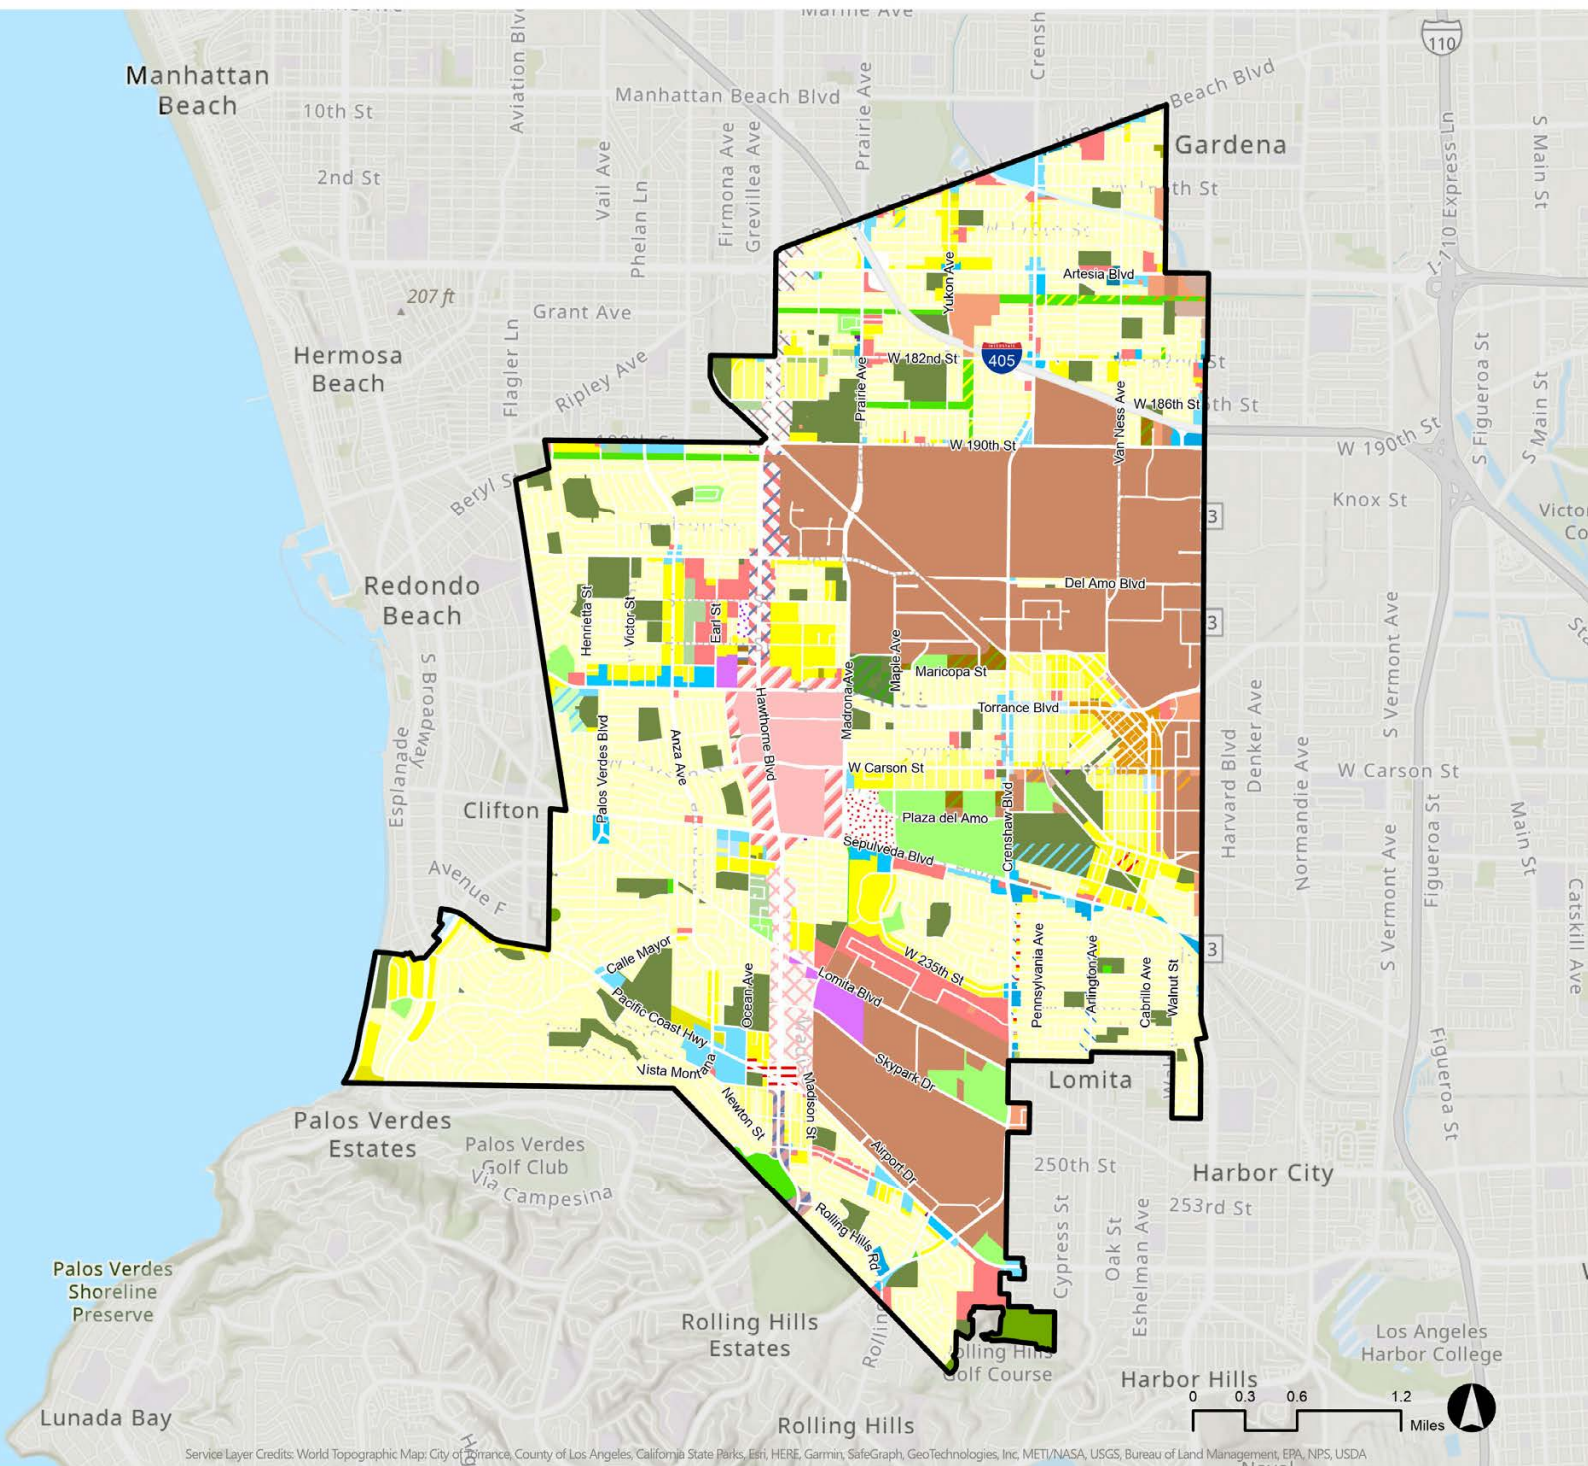 Marine Ave
Manhattan
Beach
10th St
Aviation Blvd
Manhattan Beach Blvd
Prairie Ave
Crensh
110
Beach Blvd
Gardena
2nd St
Vail Ave
Phelan Ln
Firmona Ave
Grevillea Ave
S Main St
I-110 Express Ln
207 ft
Grant Ave
Yukon Ave
Artesia Blvd
Hermosa
Beach
Flagler Ln
Ripley Ave
W 182nd St
405
Prairie Ave
Van Ness Ave
W 186th St
W 190th St
W 190th St
S Figueroa St
S Main St
Beryl St
Knox St
Victor
Co
3
Redondo
Beach
Henrietta St
Victor St
Earl St
Del Amo Blvd
3
Maple Ave
Maricopa St
Madrona Ave
Torrance Blvd
Hawthorne Blvd
S Broadway
Esplanade
Palos Verdes Blvd
Anza Ave
W Carson St
W Carson St
Harvard Blvd
Denker Ave
Normandie Ave
S Vermont Ave
S Vermont Ave
Figueroa St
Main St
Catskill Ave
Clifton
Plaza del Amo
Crenshaw Blvd
Sepulveda Blvd
Avenue F
Calle Mayor
W 235th St
Pennsylvania Ave
Arlington Ave
Cabrillo Ave
Walnut St
3
Lomita Blvd
Ocean Ave
Pacific Coast Hwy
Skypark Dr
Vista Montana
Madison St
Newton St
Lomita
Figueroa St
Palos Verdes
Estates
Palos Verdes
Golf Club
Via Campesina
Airport Dr
250th St
Harbor City
253rd St
Cypress St
Oak St
Eshelman Ave
Rolling Hills Rd
Palos Verdes
Shoreline
Preserve
Rolling Hills
Estates
Rolling
Rolling Hills
Golf Course
Los Angeles
Harbor College
Harbor Hills
Lunada Bay
Rolling Hills
0 0.3 0.6 1.2
Miles
Service Layer Credits: World Topographic Map: City of Torrance, County of Los Angeles, California State Parks, Esri, HERE, Garmin, SafeGraph, GeoTechnologies, Inc, METI/NASA, USGS, Bureau of Land Management, EPA, NPS, USDA